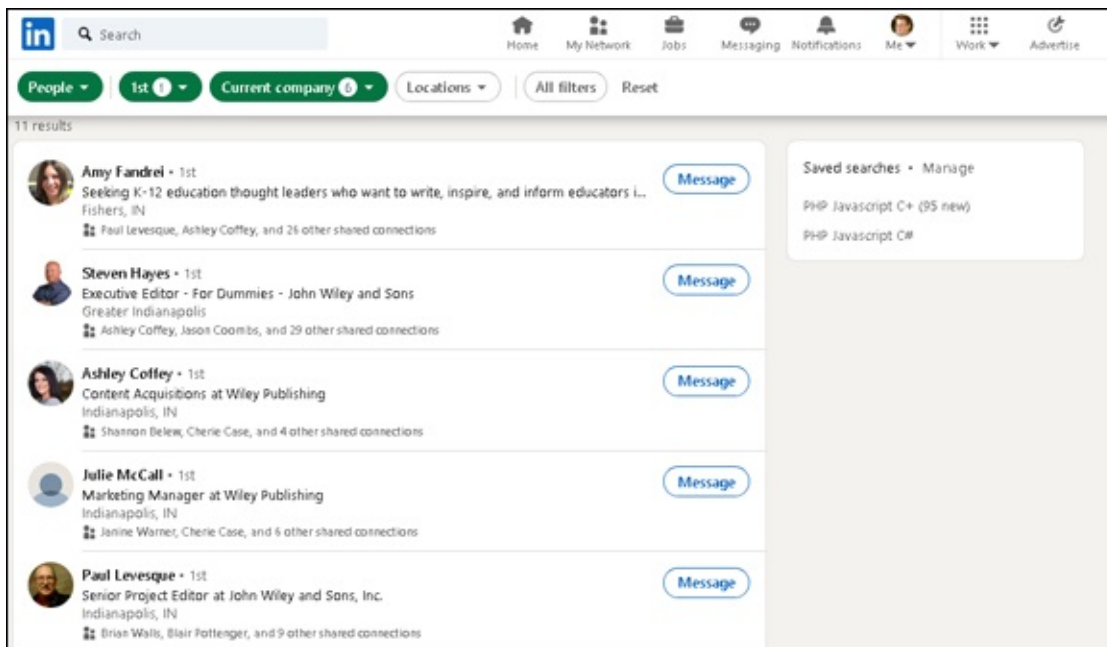 in
Search
Home
My Network
Jobs
Messaging
Notifications
Me
Work
Advertise
People
1st 1
Current company 6
Locations
All filters
Reset
11 results
Amy Fandrei • 1st
Message
Seeking K-12 education thought leaders who want to write, inspire, and inform educators i...
Fishers, IN
Paul Levesque, Ashley Coffey, and 26 other shared connections
Steven Hayes • 1st
Message
Executive Editor - For Dummies - John Wiley and Sons
Greater Indianapolis
Ashley Coffey, Jason Coombs, and 29 other shared connections
Ashley Coffey • 1st
Message
Content Acquisitions at Wiley Publishing
Indianapolis, IN
Shannon Belew, Cherie Case, and 4 other shared connections
Julie McCall • 1st
Message
Marketing Manager at Wiley Publishing
Indianapolis, IN
Janine Warner, Cherie Case, and 6 other shared connections
Paul Levesque • 1st
Message
Senior Project Editor at John Wiley and Sons, Inc.
Indianapolis, IN
Brian Walls, Blair Pottenger, and 9 other shared connections
Saved searches • Manage
PHP Javascript C+ (95 new)
PHP Javascript C#